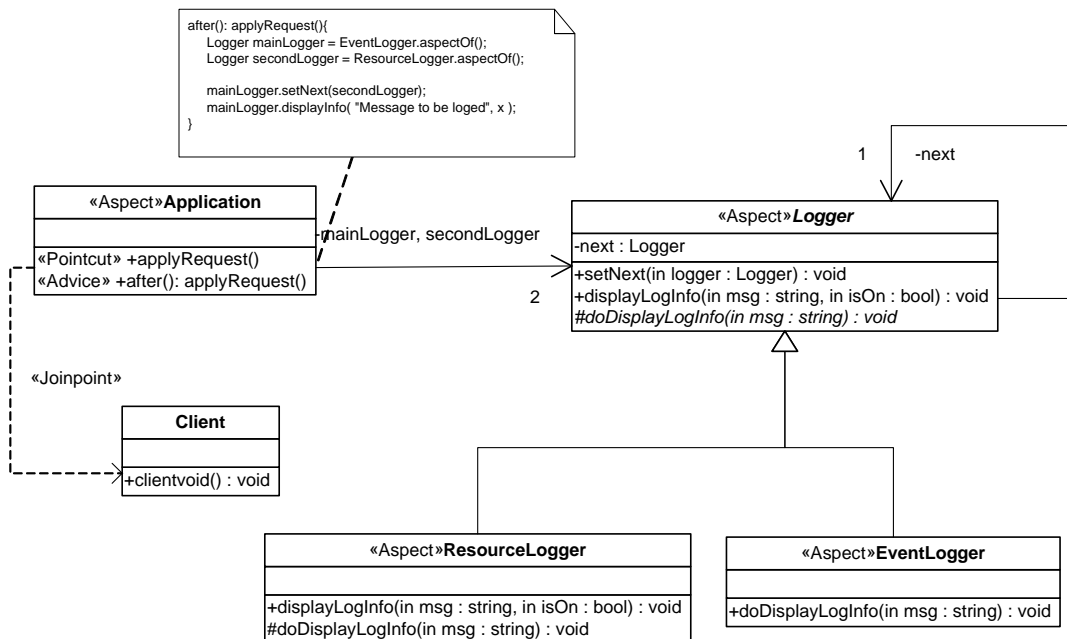 after(): applyRequest(){
Logger mainLogger = EventLogger.aspectOf();
Logger secondLogger = ResourceLogger.aspectOf();
mainLogger.setNext(secondLogger);
mainLogger.displayInfo( "Message to be loged", x );
}
1
-next
«Aspect»Application
«Pointcut» +applyRequest()
«Advice» +after(): applyRequest()
-mainLogger, secondLogger
2
«Aspect»Logger
-next : Logger
+setNext(in logger : Logger) : void
+displayLogInfo(in msg : string, in isOn : bool) : void
#doDisplayLogInfo(in msg : string) : void
«Joinpoint»
Client
+clientvoid() : void
«Aspect»ResourceLogger
+displayLogInfo(in msg : string, in isOn : bool) : void
#doDisplayLogInfo(in msg : string) : void
«Aspect»EventLogger
+doDisplayLogInfo(in msg : string) : void